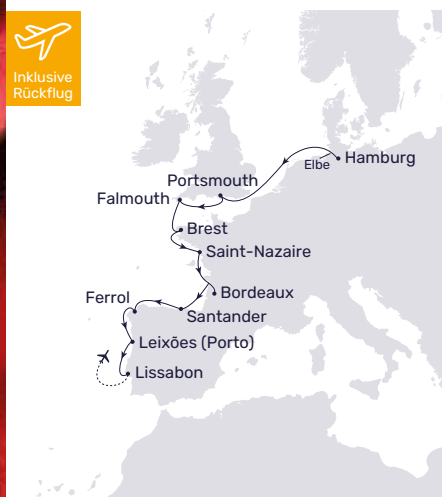 Inklusive
Rückflug
Elbe
Hamburg
Portsmouth
Falmouth
Brest
Saint-Nazaire
Bordeaux
Santander
Ferrol
Leixões (Porto)
Lissabon